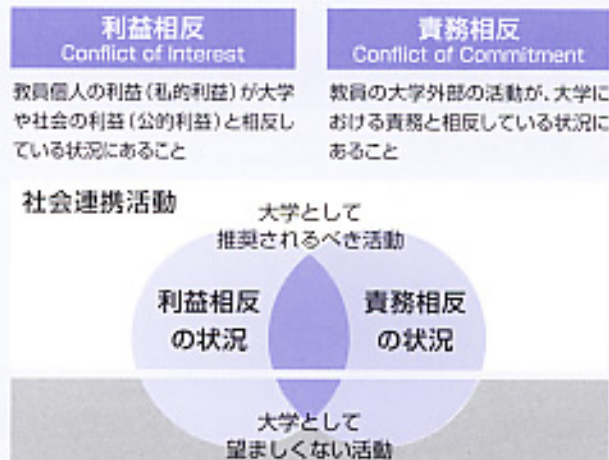 利益相反
Conflict of Interest
教員個人の利益(私的利益)が大学
や社会の利益(公的利益)と相反し
ている状況にあること
責務相反
Conflict of Commitment
教員の大学外部の活動が、大学に
おける責務と相反している状況に
あること
社会連携活動
大学として
推奨されるべき活動
利益相反
の状況
責務相反
の状況
大学として
望ましくない活動